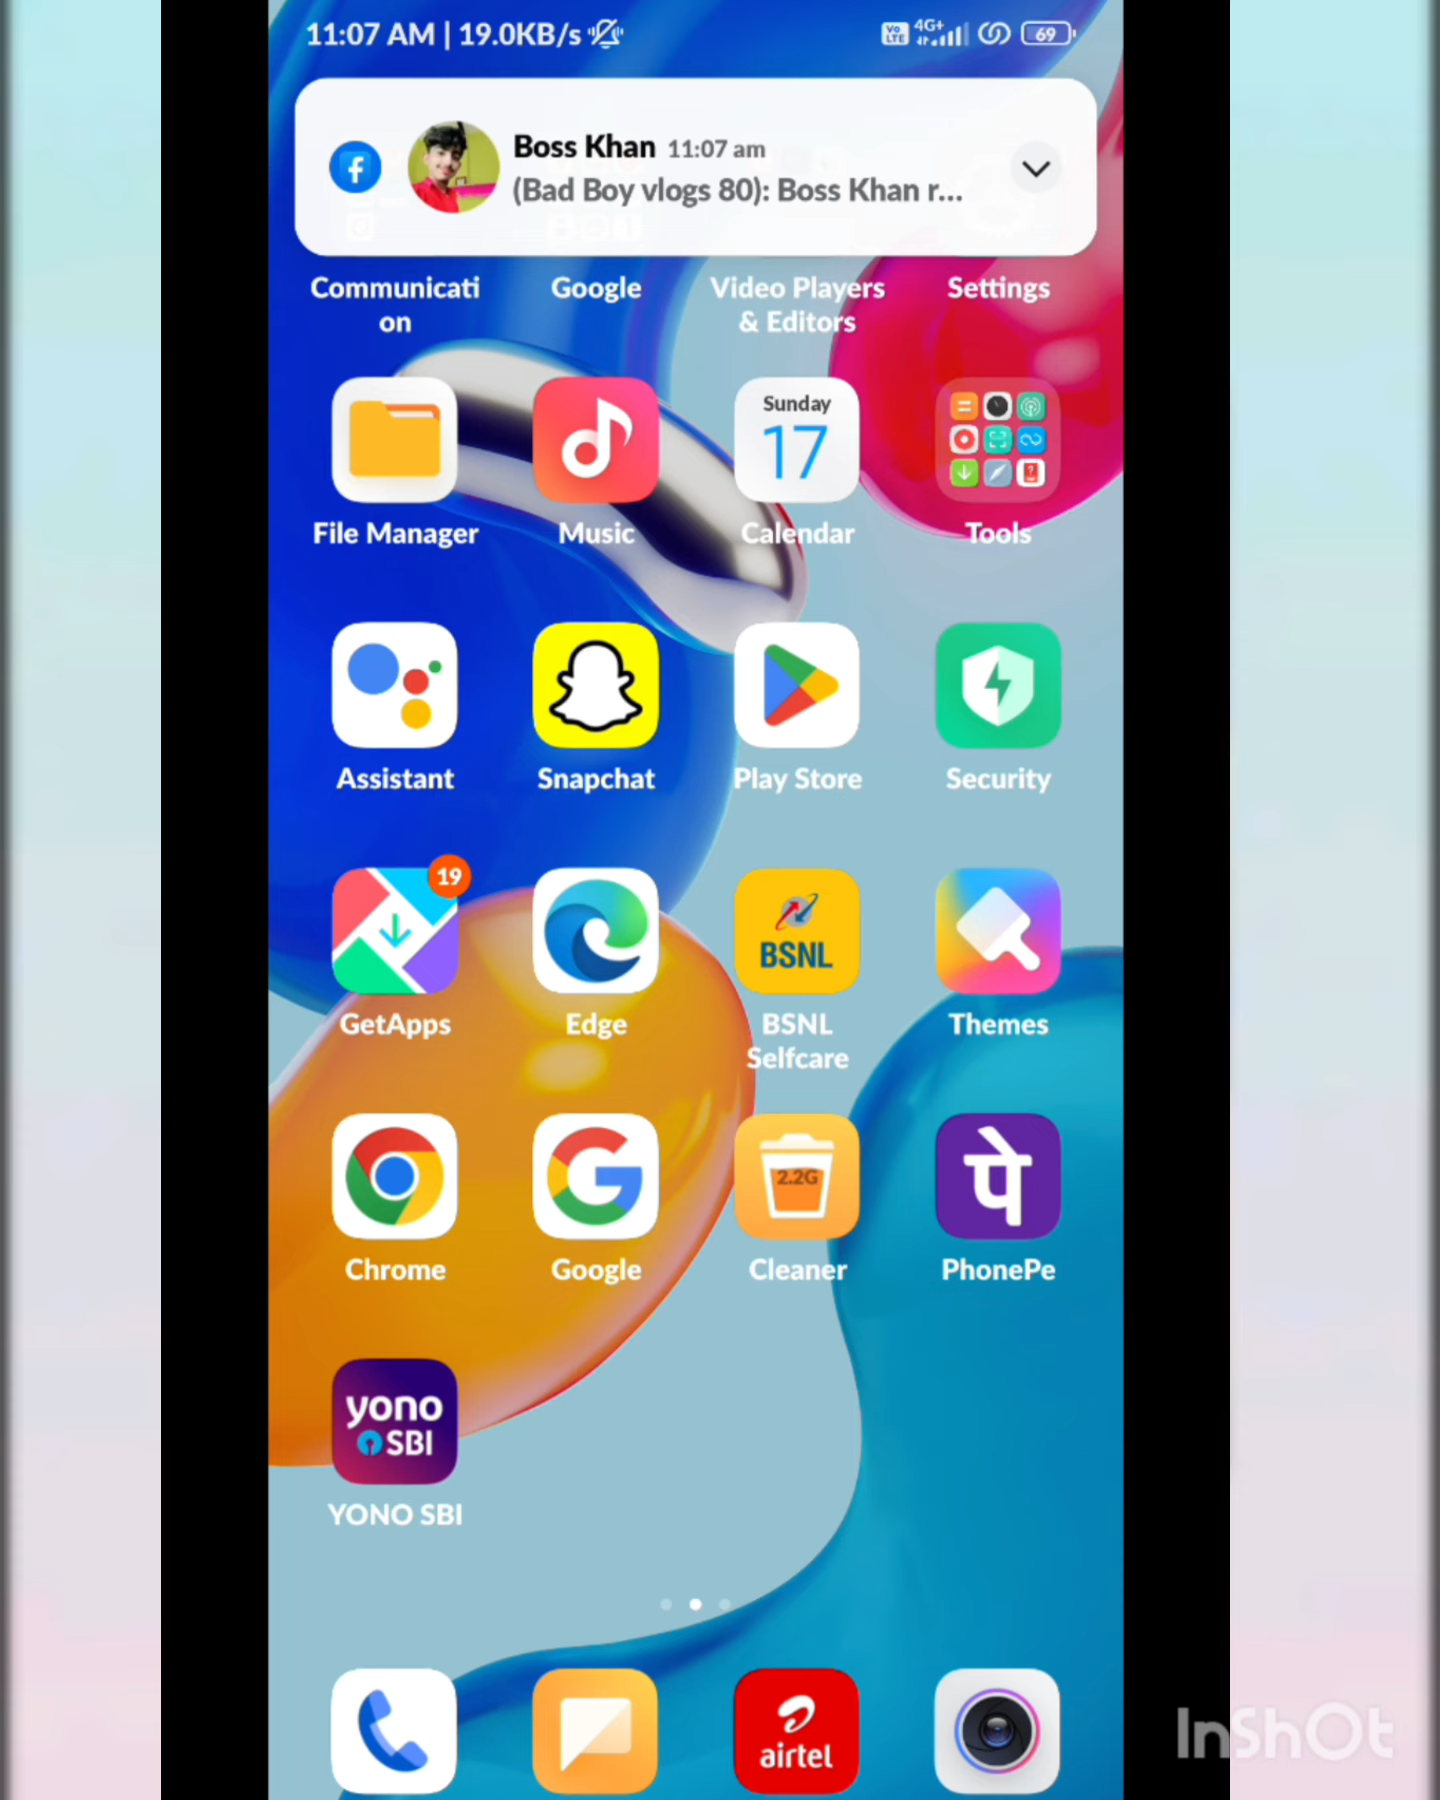 11:07 AM | 19.0KB/s
Vo LTE 4G+ 69
Boss Khan 11:07 am
(Bad Boy vlogs 80): Boss Khan r...
Communicati
on
Google
Video Players
& Editors
Settings
Sunday
17
File Manager
Music
Calendar
Tools
Assistant
Snapchat
Play Store
Security
19
BSNL
GetApps
Edge
BSNL
Selfcare
Themes
2.2G
पे
Chrome
Google
Cleaner
PhonePe
yono
SBI
YONO SBI
airtel
InShOt